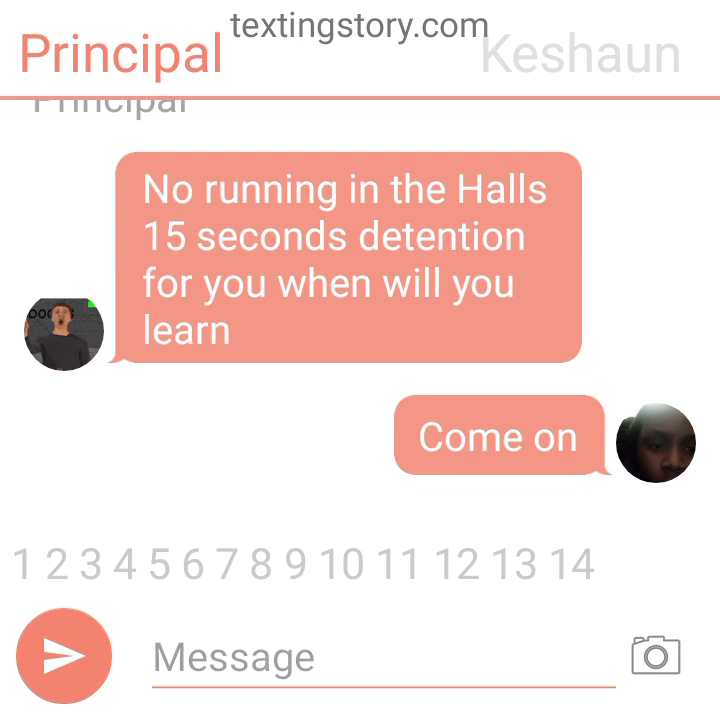 textingstory.com
Principal Keshaun
Principal
No running in the Halls
15 seconds detention
for you when will you
learn
Come on
1 2 3 4 5 6 7 8 9 10 11 12 13 14
Message